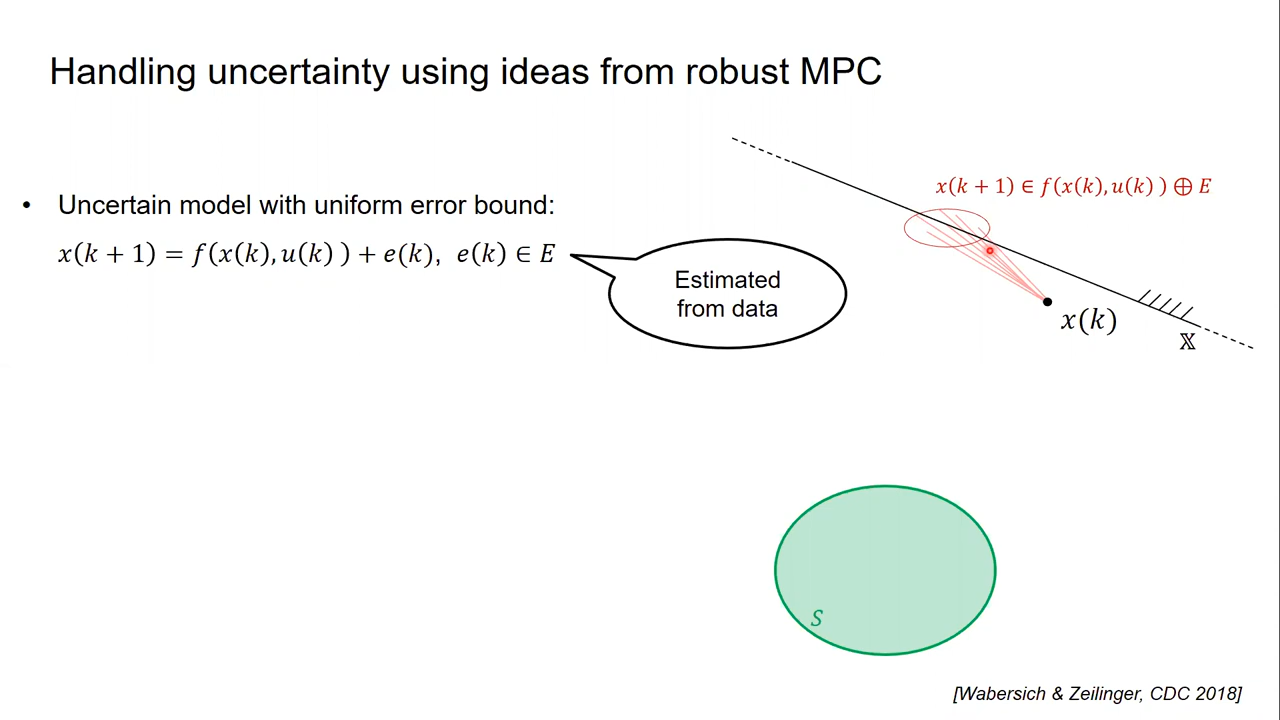 Handling uncertainty using ideas from robust MPC
• Uncertain model with uniform error bound:
x(k + 1) = f(x(k), u(k) ) + e(k), e(k) ∈ E
Estimated
from data
x(k + 1) ∈ f(x(k), u(k) ) ⊕ E
x(k)
𝕏
S
[Wabersich & Zeilinger, CDC 2018]